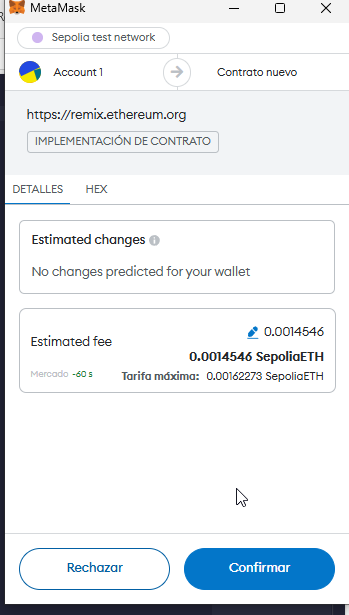 MetaMask
Sepolia test network
Account 1
Contrato nuevo
https://remix.ethereum.org
IMPLEMENTACIÓN DE CONTRATO
DETALLES HEX
Estimated changes
No changes predicted for your wallet
0.0014546
Estimated fee
0.0014546 SepoliaETH
Mercado ~60 s Tarifa máxima: 0.00162273 SepoliaETH
Rechazar Confirmar